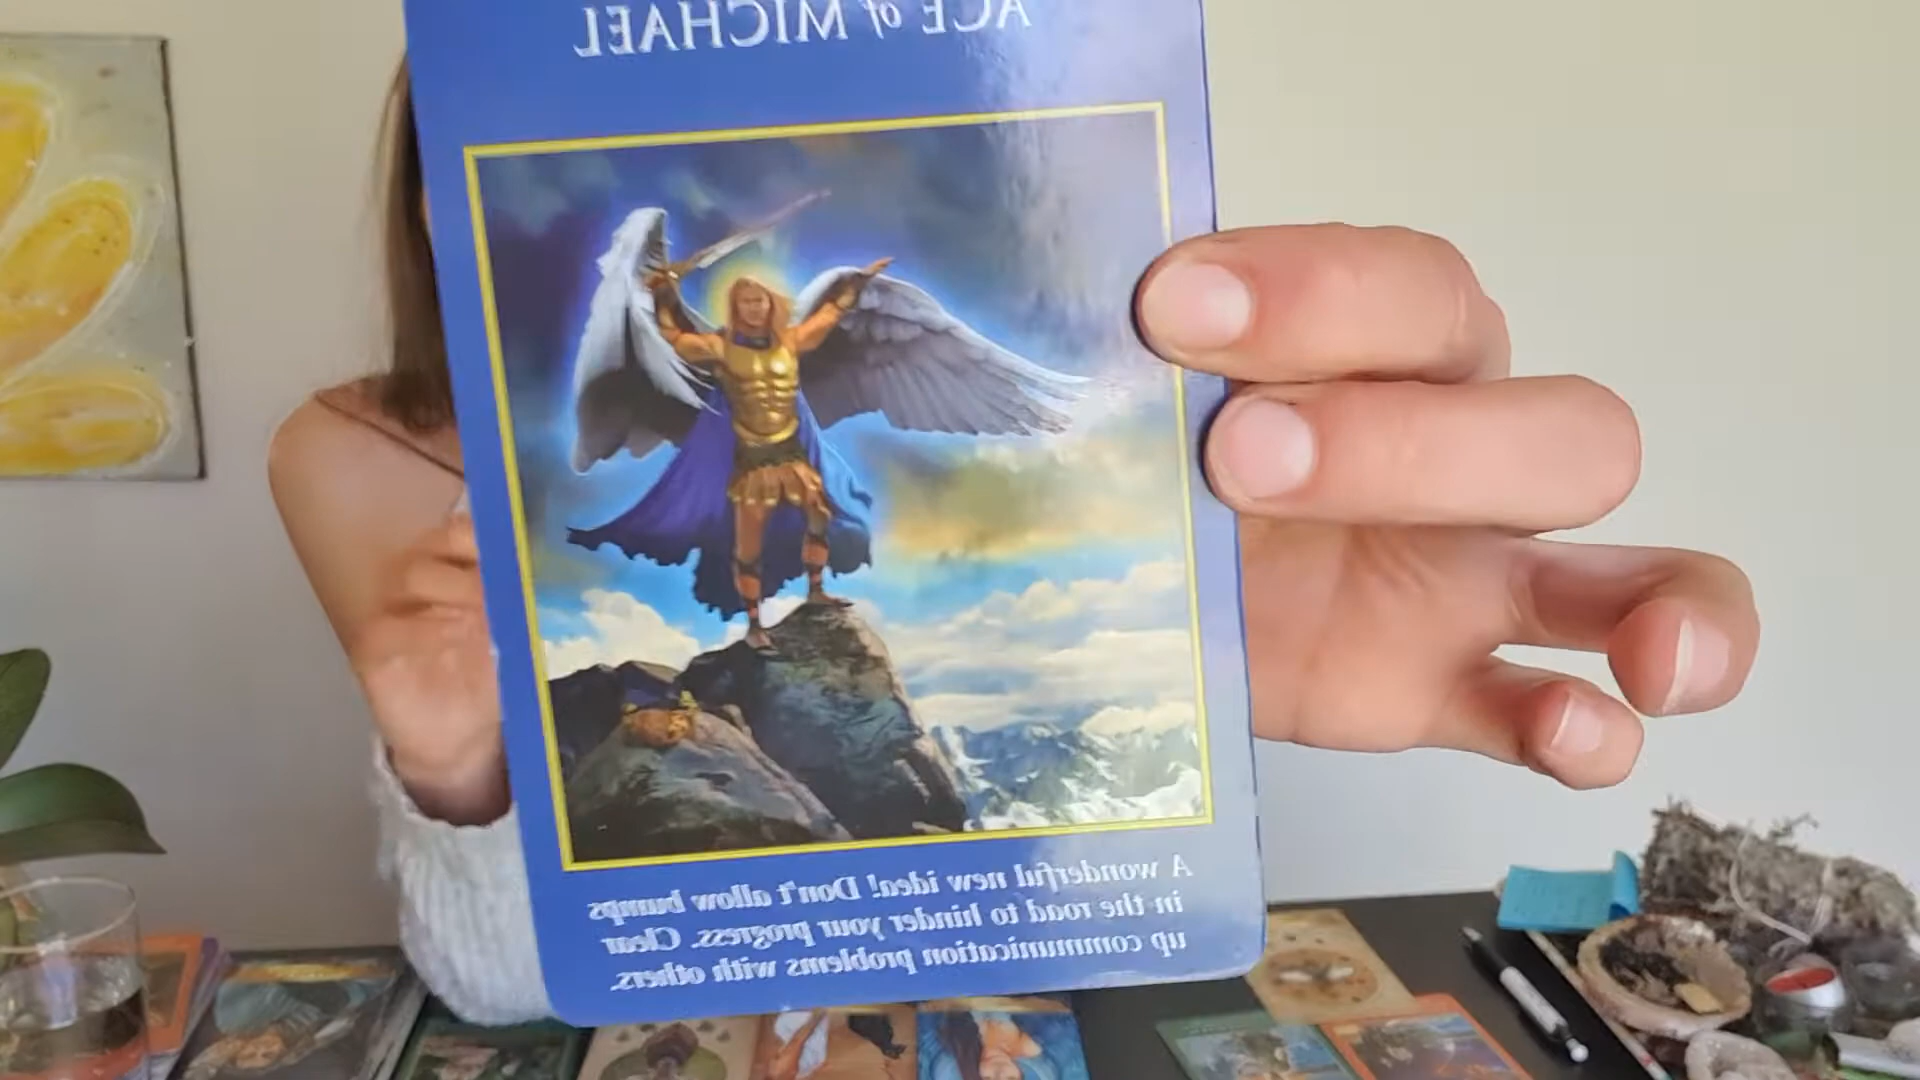 ACE of MICHAEL
A wonderful new idea! Don't allow bumps
in the road to hinder your progress. Clear
up communication problems with others.